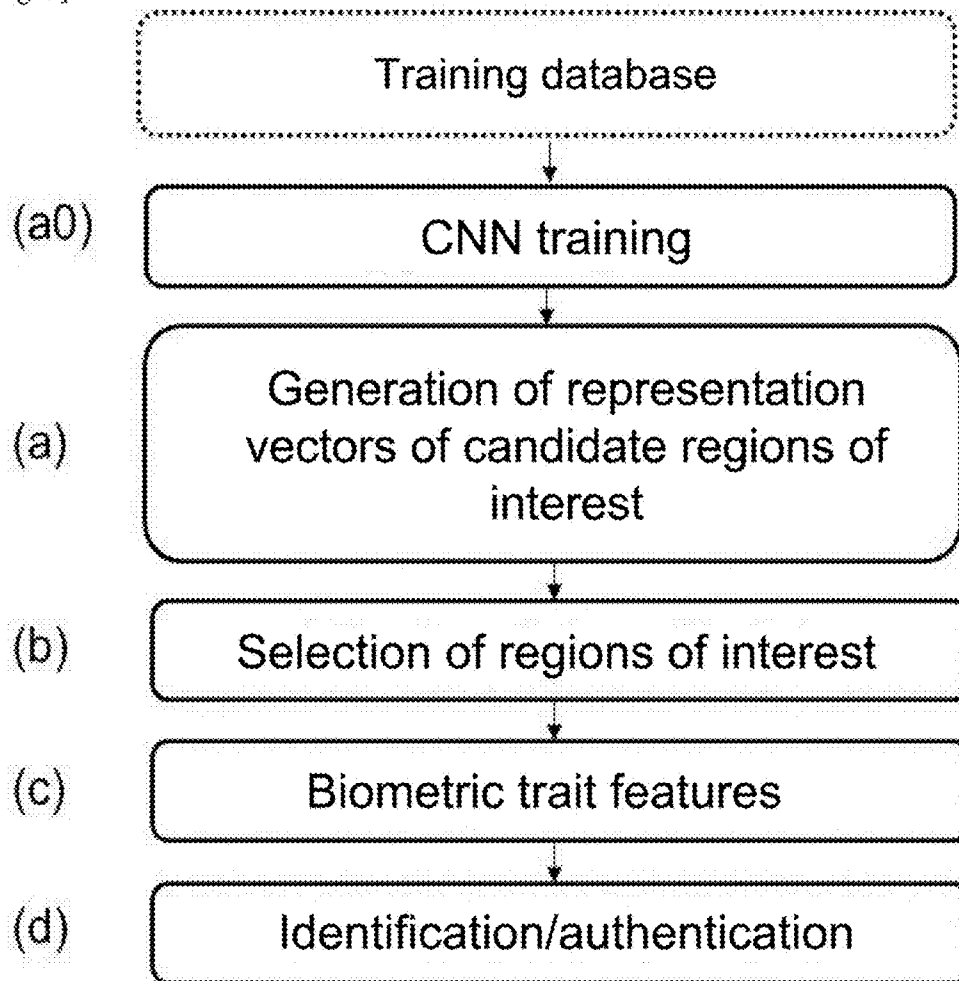 Training database
(a0)
CNN training
(a)
Generation of representation
vectors of candidate regions of
interest
(b)
Selection of regions of interest
(c)
Biometric trait features
(d)
Identification/authentication